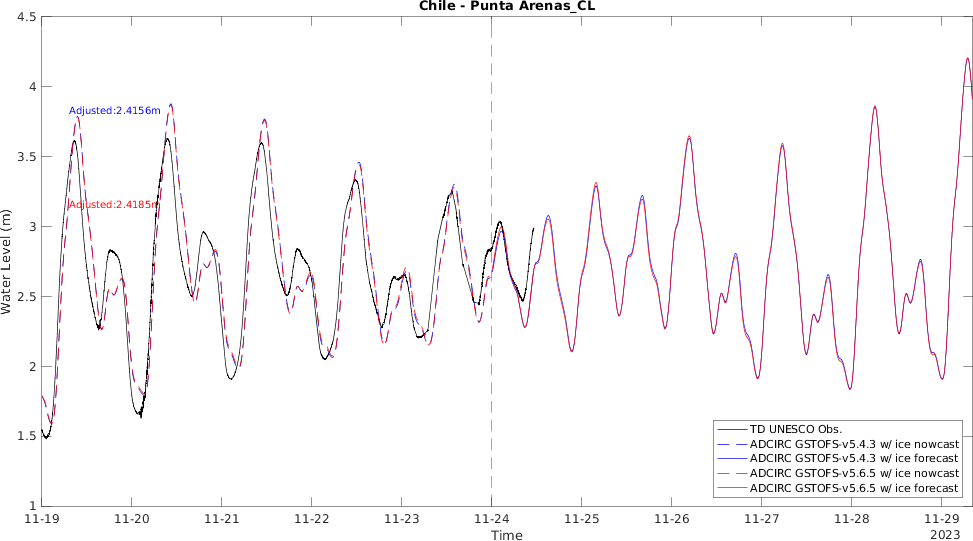 Chile - Punta Arenas_CL
4.5
4
3.5
3
2.5
2
1.5
1
Water Level (m)
Adjusted:2.4156m
Adjusted:2.4185m
TD UNESCO Obs.
ADCIRC GSTOFS-v5.4.3 w/ ice nowcast
ADCIRC GSTOFS-v5.4.3 w/ ice forecast
ADCIRC GSTOFS-v5.6.5 w/ ice nowcast
ADCIRC GSTOFS-v5.6.5 w/ ice forecast
11-19 11-20 11-21 11-22 11-23 11-24 11-25 11-26 11-27 11-28 11-29
2023
Time